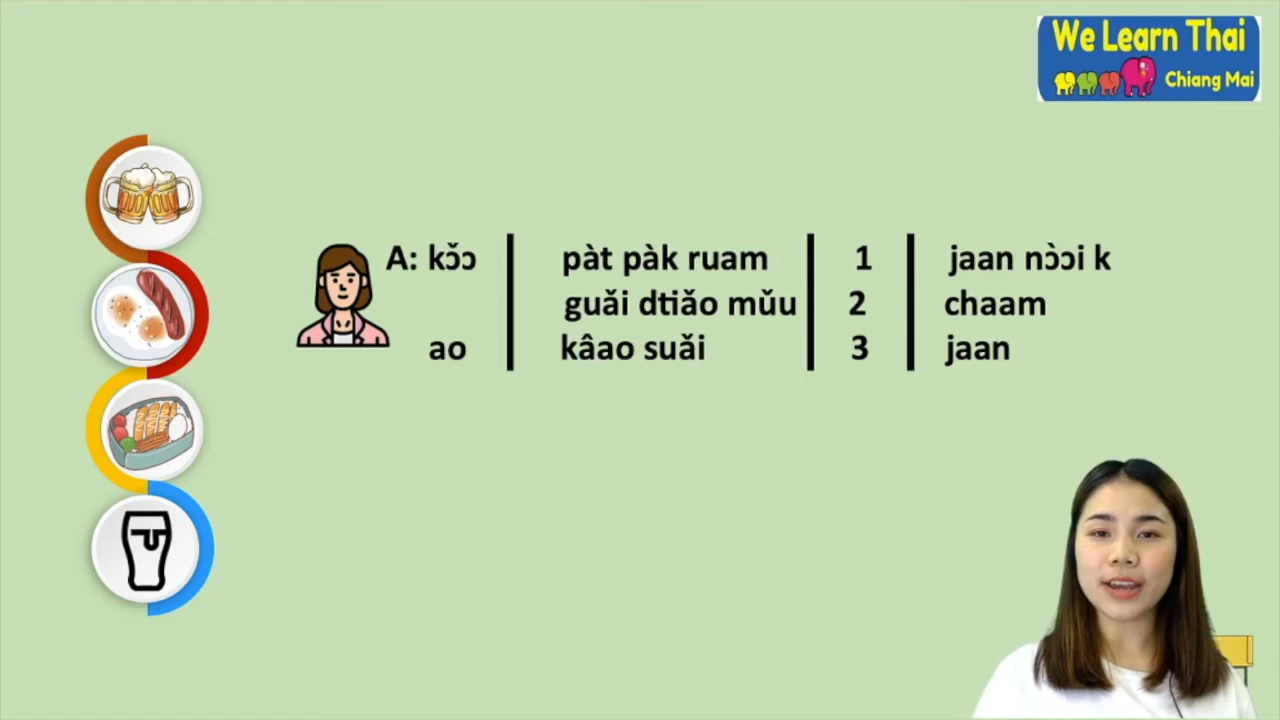 We Learn Thai
Chiang Mai
A: kɔ̌ɔ pàt pàk ruam 1 jaan nɔ̀ɔi k
guǎi dtiǎo mǔu 2 chaam
ao kâao suǎi 3 jaan